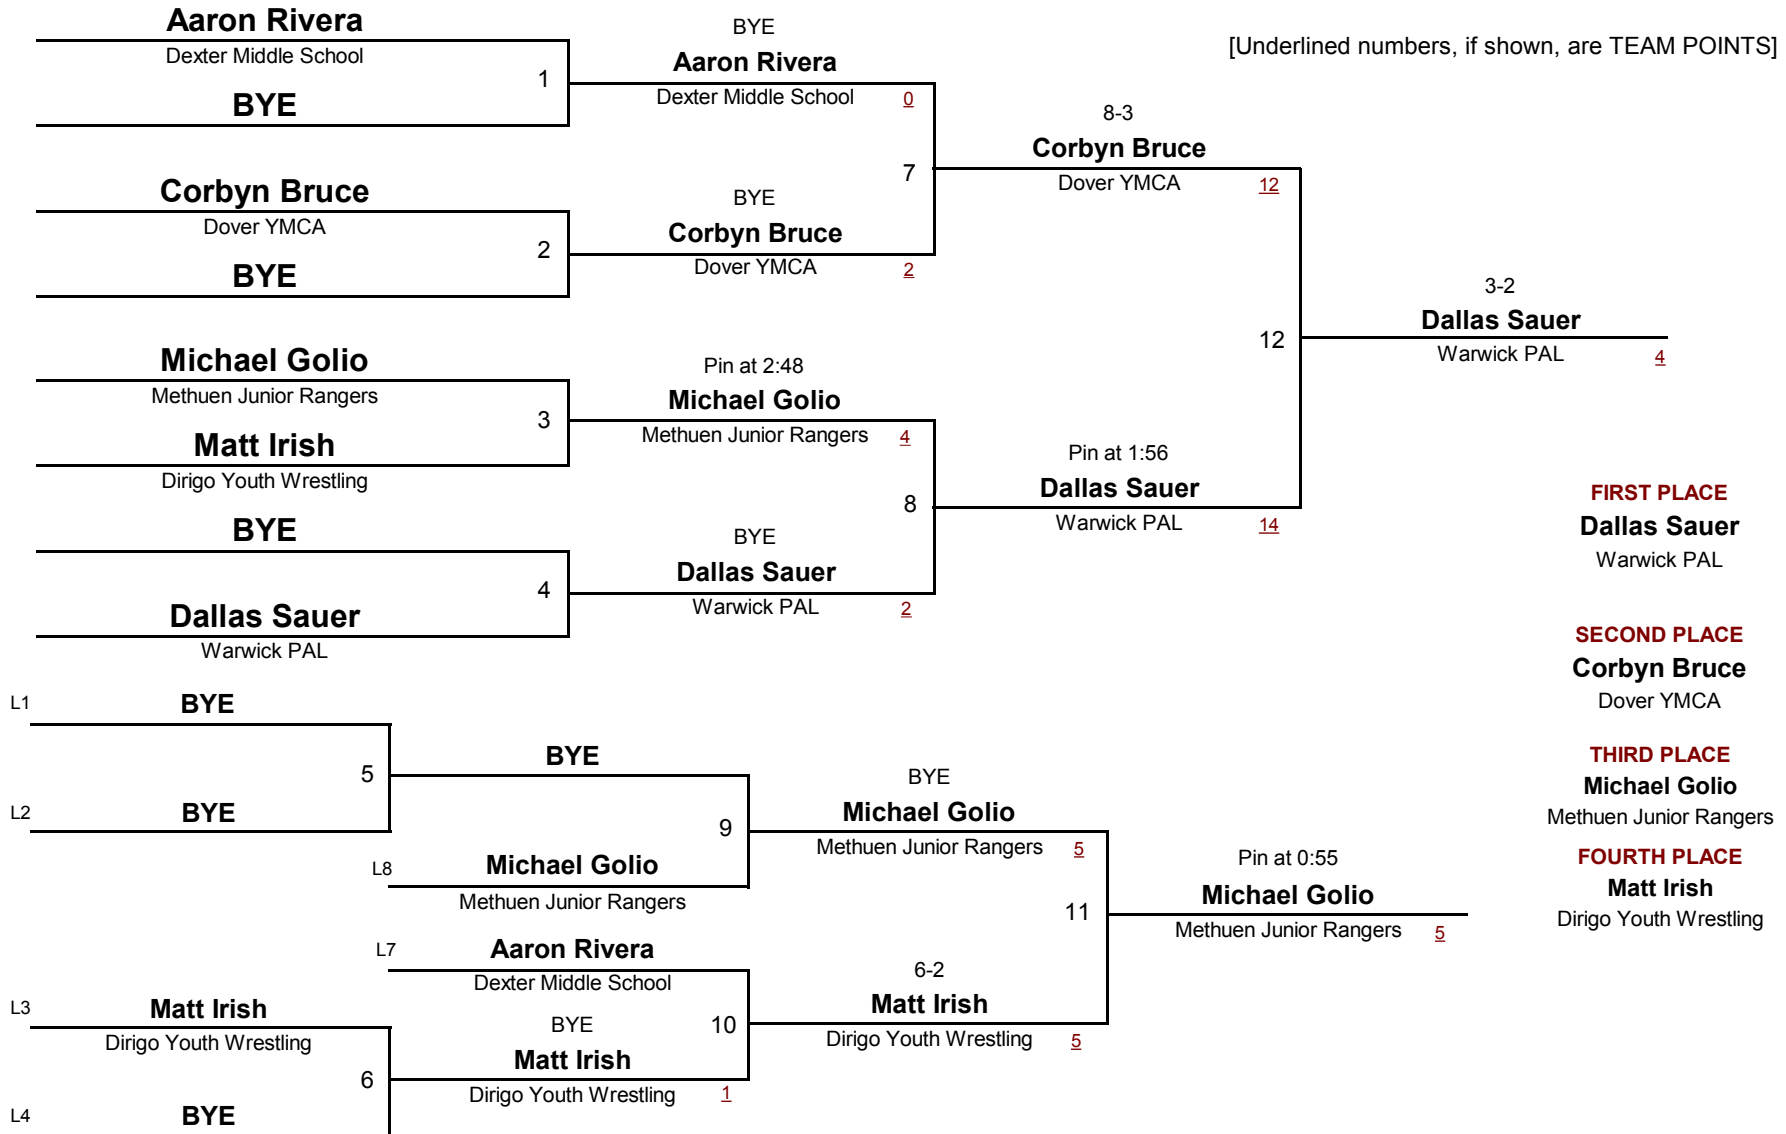 [Underlined numbers, if shown, are TEAM POINTS]
Aaron Rivera
Dexter Middle School
1
BYE
Corbyn Bruce
Dover YMCA
2
BYE
Michael Golio
Methuen Junior Rangers
3
Matt Irish
Dirigo Youth Wrestling
BYE
4
Dallas Sauer
Warwick PAL
BYE
Aaron Rivera
Dexter Middle School 0
7
BYE
Corbyn Bruce
Dover YMCA 2
Pin at 2:48
Michael Golio
Methuen Junior Rangers 4
8
BYE
Dallas Sauer
Warwick PAL 2
8-3
Corbyn Bruce
Dover YMCA 12
12
Pin at 1:56
Dallas Sauer
Warwick PAL 14
3-2
Dallas Sauer
Warwick PAL 4
FIRST PLACE
Dallas Sauer
Warwick PAL
SECOND PLACE
Corbyn Bruce
Dover YMCA
THIRD PLACE
Michael Golio
Methuen Junior Rangers
FOURTH PLACE
Matt Irish
Dirigo Youth Wrestling
L1 BYE
5
L2 BYE
BYE
9
L8 Michael Golio
Methuen Junior Rangers
L7 Aaron Rivera
Dexter Middle School
10
L3 Matt Irish
Dirigo Youth Wrestling
6
L4 BYE
BYE
Matt Irish
Dirigo Youth Wrestling 1
BYE
Michael Golio
Methuen Junior Rangers 5
11
6-2
Matt Irish
Dirigo Youth Wrestling 5
Pin at 0:55
Michael Golio
Methuen Junior Rangers 5